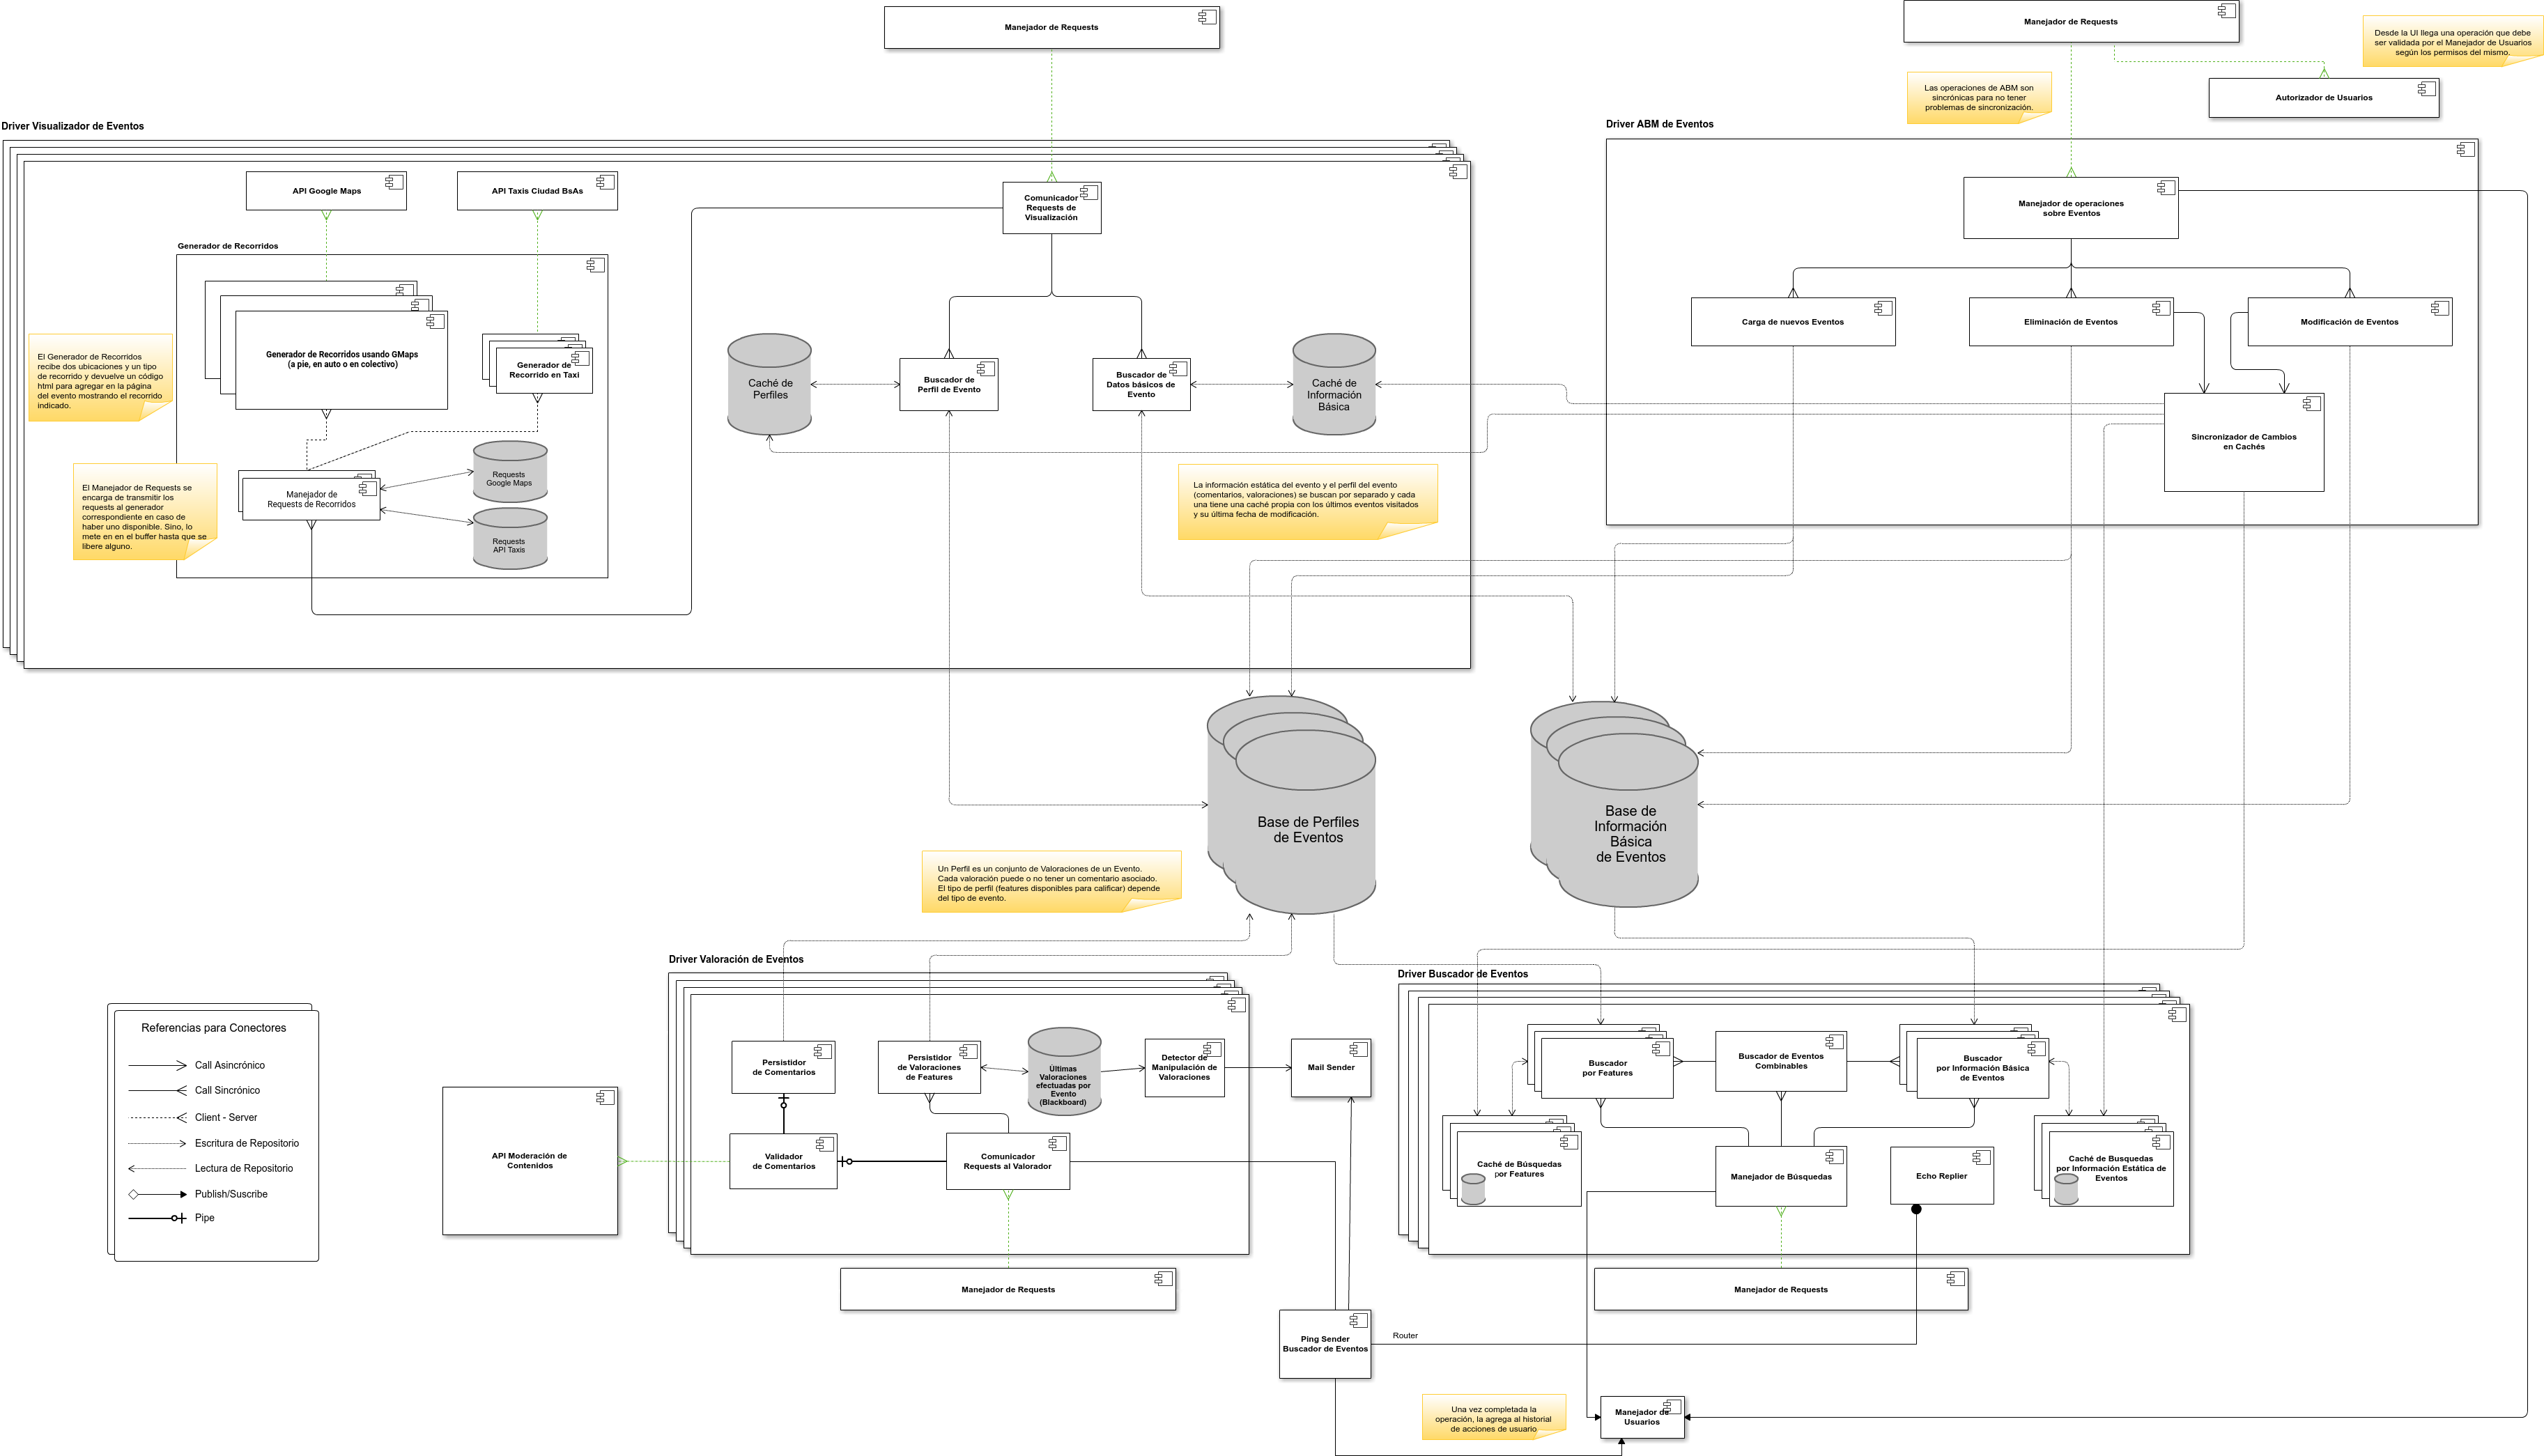 Manejador de Requests
Manejador de Requests
Desde la UI llega una operación que debe
ser validada por el Manejador de Usuarios
según los permisos del mismo.
Las operaciones de ABM son
sincrónicas para no tener
problemas de sincronización.
Autorizador de Usuarios
Driver Visualizador de Eventos
Driver ABM de Eventos
API Google Maps
API Taxis Ciudad BsAs
Comunicador
Requests de
Visualización
Manejador de operaciones
sobre Eventos
Generador de Recorridos
Generador de Recorridos usando GMaps
(a pie, en auto o en colectivo)
Generador de
Recorrido en Taxi
El Generador de Recorridos
recibe dos ubicaciones y un tipo
de recorrido y devuelve un código
html para agregar en la página
del evento mostrando el recorrido
indicado.
Caché de
Perfiles
Buscador de
Perfil de Evento
Buscador de
Datos básicos de
Evento
Caché de
Información
Básica
Carga de nuevos Eventos
Eliminación de Eventos
Modificación de Eventos
Sincronizador de Cambios
en Cachés
El Manejador de Requests se
encarga de transmitir los
requests al generador
correspondiente en caso de
haber uno disponible. Sino, lo
mete en en el buffer hasta que se
libere alguno.
Manejador de
Requests de Recorridos
Requests
Google Maps
Requests
API Taxis
La información estática del evento y el perfil del evento
(comentarios, valoraciones) se buscan por separado y cada
una tiene una caché propia con los últimos eventos visitados
y su última fecha de modificación.
Base de Perfiles
de Eventos
Base de
Información
Básica
de Eventos
Un Perfil es un conjunto de Valoraciones de un Evento.
Cada valoración puede o no tener un comentario asociado.
El tipo de perfil (features disponibles para calificar) depende
del tipo de evento.
Driver Valoración de Eventos
Driver Buscador de Eventos
Referencias para Conectores
Call Asincrónico
Call Sincrónico
Client - Server
Escritura de Repositorio
Lectura de Repositorio
Publish/Suscribe
Pipe
API Moderación de
Contenidos
Persistidor
de Comentarios
Persistidor
de Valoraciones
de Features
Últimas
Valoraciones
efectuadas por
Evento
(Blackboard)
Detector de
Manipulación de
Valoraciones
Mail Sender
Validador
de Comentarios
Comunicador
Requests al Valorador
Manejador de Requests
Buscador
por Features
Buscador de Eventos
Combinables
Buscador
por Información Básica
de Eventos
Caché de Búsquedas
por Features
Manejador de Búsquedas
Echo Replier
Caché de Busquedas
por Información Estática de
Eventos
Manejador de Requests
Ping Sender
Buscador de Eventos
Router
Una vez completada la
operación, la agrega al historial
de acciones de usuario
Manejador de
Usuarios